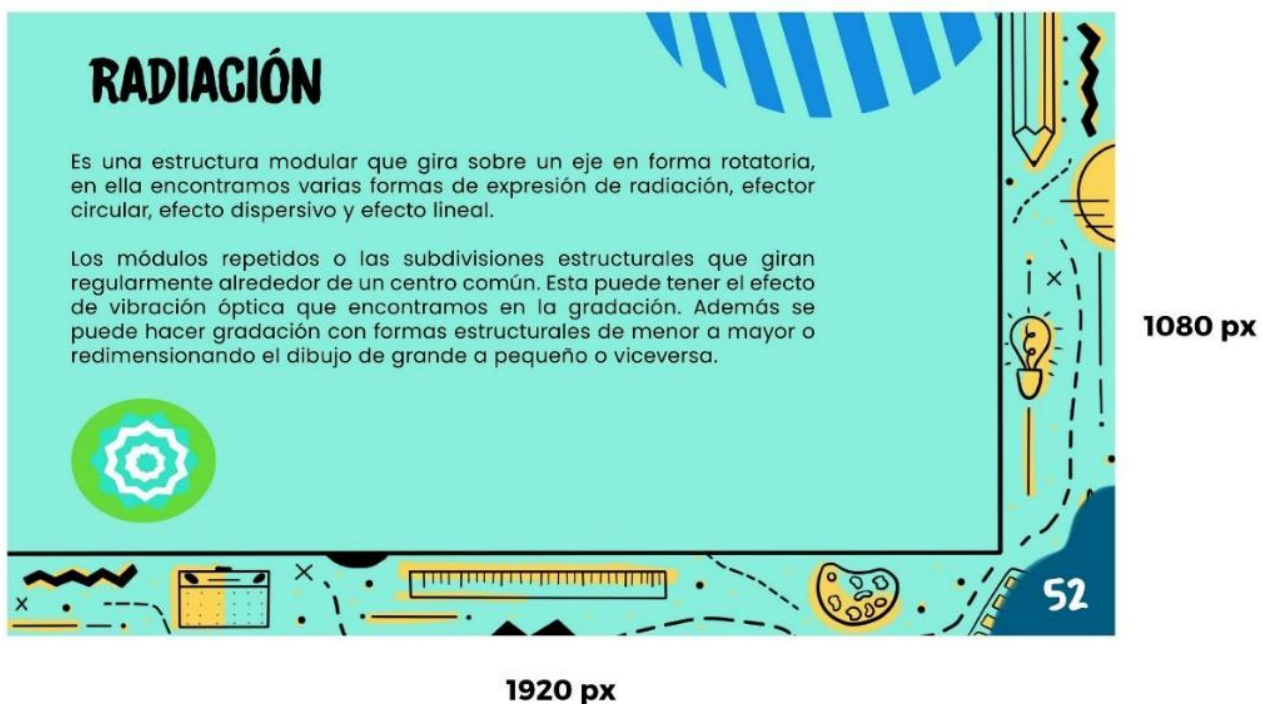 RADIACIÓN
Es una estructura modular que gira sobre un eje en forma rotatoria,
en ella encontramos varias formas de expresión de radiación, efector
circular, efecto dispersivo y efecto lineal.
Los módulos repetidos o las subdivisiones estructurales que giran
regularmente alrededor de un centro común. Esta puede tener el efecto
de vibración óptica que encontramos en la gradación. Además se
puede hacer gradación con formas estructurales de menor a mayor o
redimensionando el dibujo de grande a pequeño o viceversa.
1080 px
52
1920 px